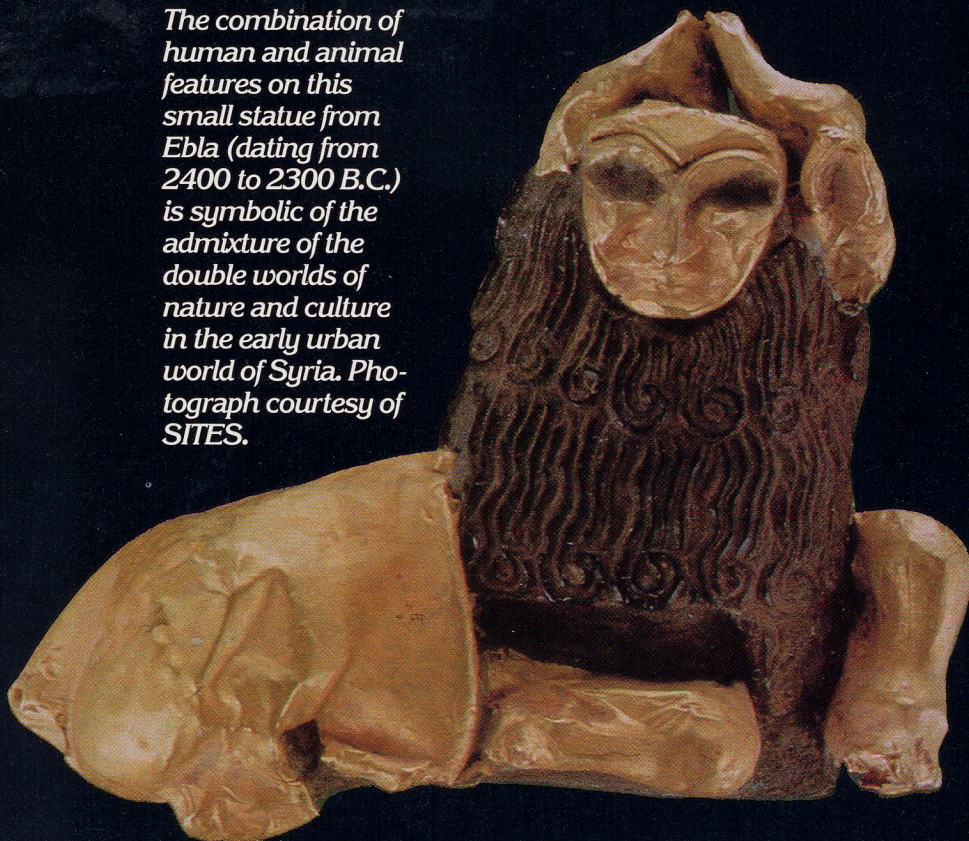 The combination of
human and animal
features on this
small statue from
Ebla (dating from
2400 to 2300 B.C.)
is symbolic of the
admixture of the
double worlds of
nature and culture
in the early urban
world of Syria. Pho-
tograph courtesy of
SITES.